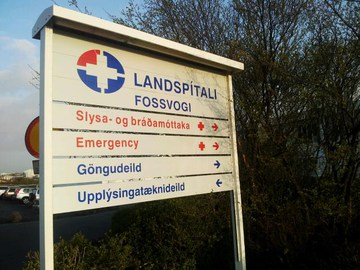 LANDSPÍTALI
FOSSVOGI
Slysa- og bráðamóttaka
Emergency
Göngudeild
Upplýsingatæknideild